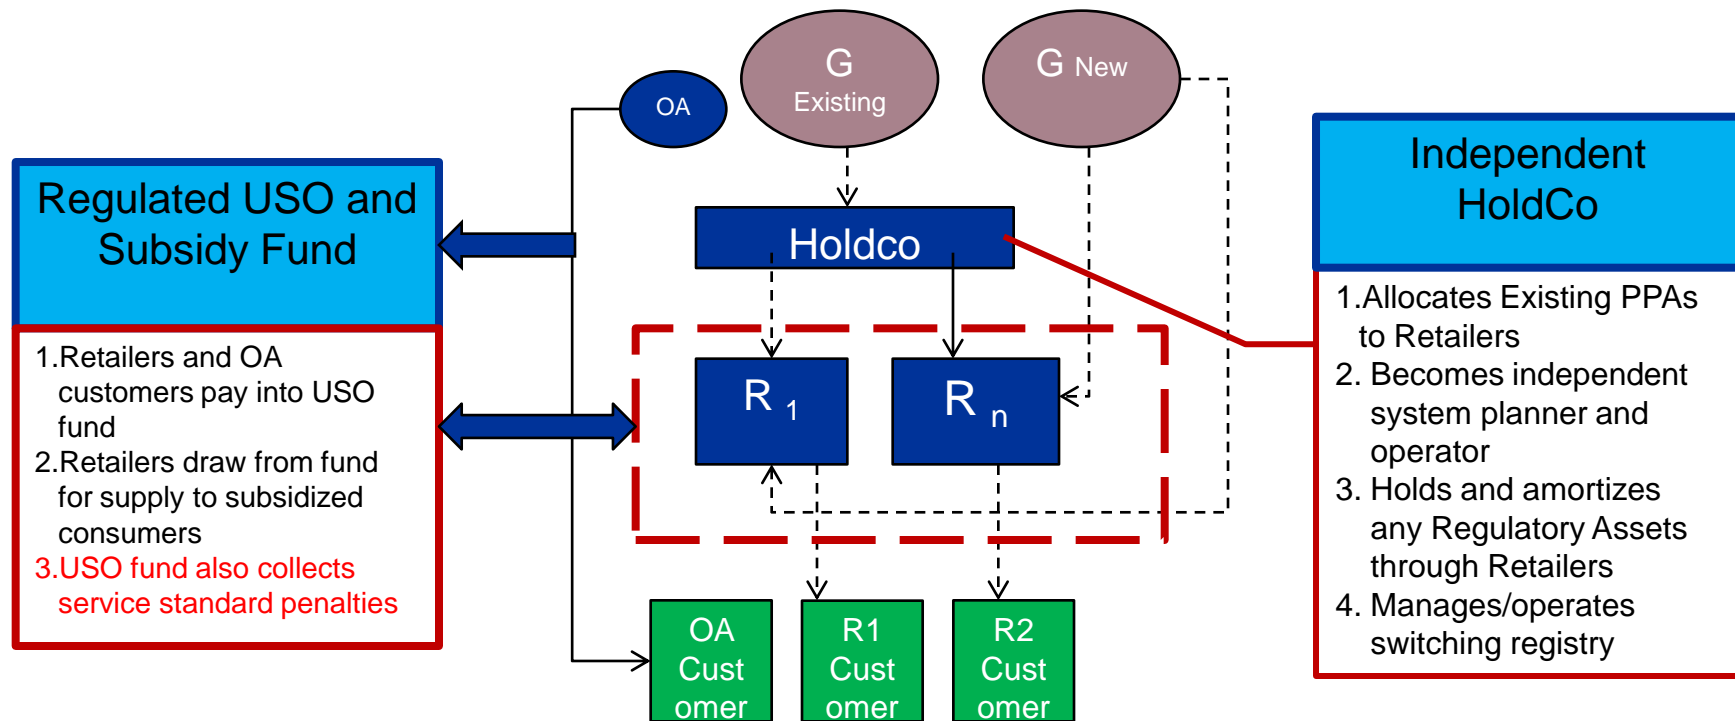 G
Existing
G New
OA
Regulated USO and
Subsidy Fund
1.Retailers and OA
customers pay into USO
fund
2.Retailers draw from fund
for supply to subsidized
consumers
3.USO fund also collects
service standard penalties
Holdco
R 1
R n
OA
Cust
omer
R1
Cust
omer
R2
Cust
omer
Independent
HoldCo
1.Allocates Existing PPAs
to Retailers
2. Becomes independent
system planner and
operator
3. Holds and amortizes
any Regulatory Assets
through Retailers
4. Manages/operates
switching registry